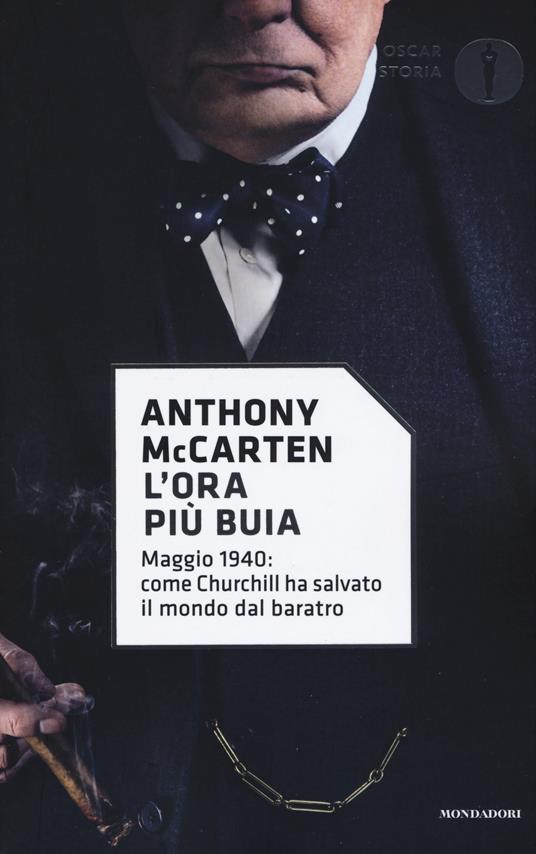 OSCAR
STORIA
ANTHONY
McCARTEN
L'ORA
PIÙ BUIA
Maggio 1940:
come Churchill ha salvato
il mondo dal baratro
MONDADORI